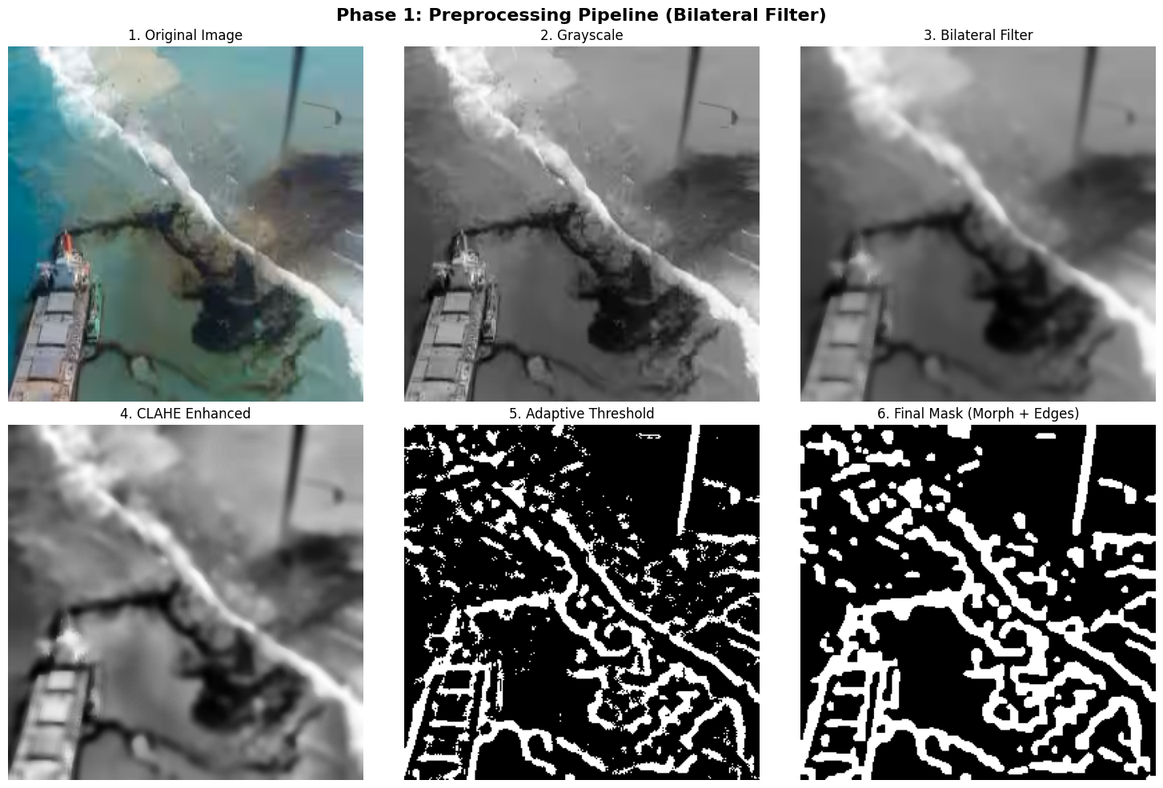 Phase 1: Preprocessing Pipeline (Bilateral Filter)
1. Original Image
2. Grayscale
3. Bilateral Filter
4. CLAHE Enhanced
5. Adaptive Threshold
6. Final Mask (Morph + Edges)